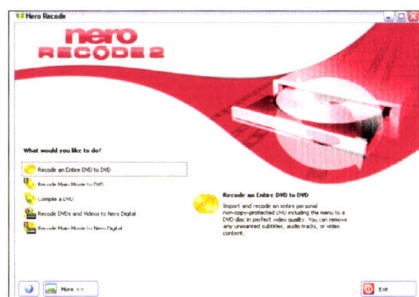 Nero Recode
nero
RECODE 2
What would you like to do?
Recode an Entire DVD to DVD
Recode Main Movie to DVD
Compile a DVD
Recode DVDs and Videos to Nero Digital
Recode Main Movie to Nero Digital
Recode an Entire DVD to DVD
Import and recode an entire personal
non-copy-protected DVD including the menu to a
DVD disc in perfect video quality. You can remove
any unwanted subtitles, audio tracks, or video
content.
More >>
Exit